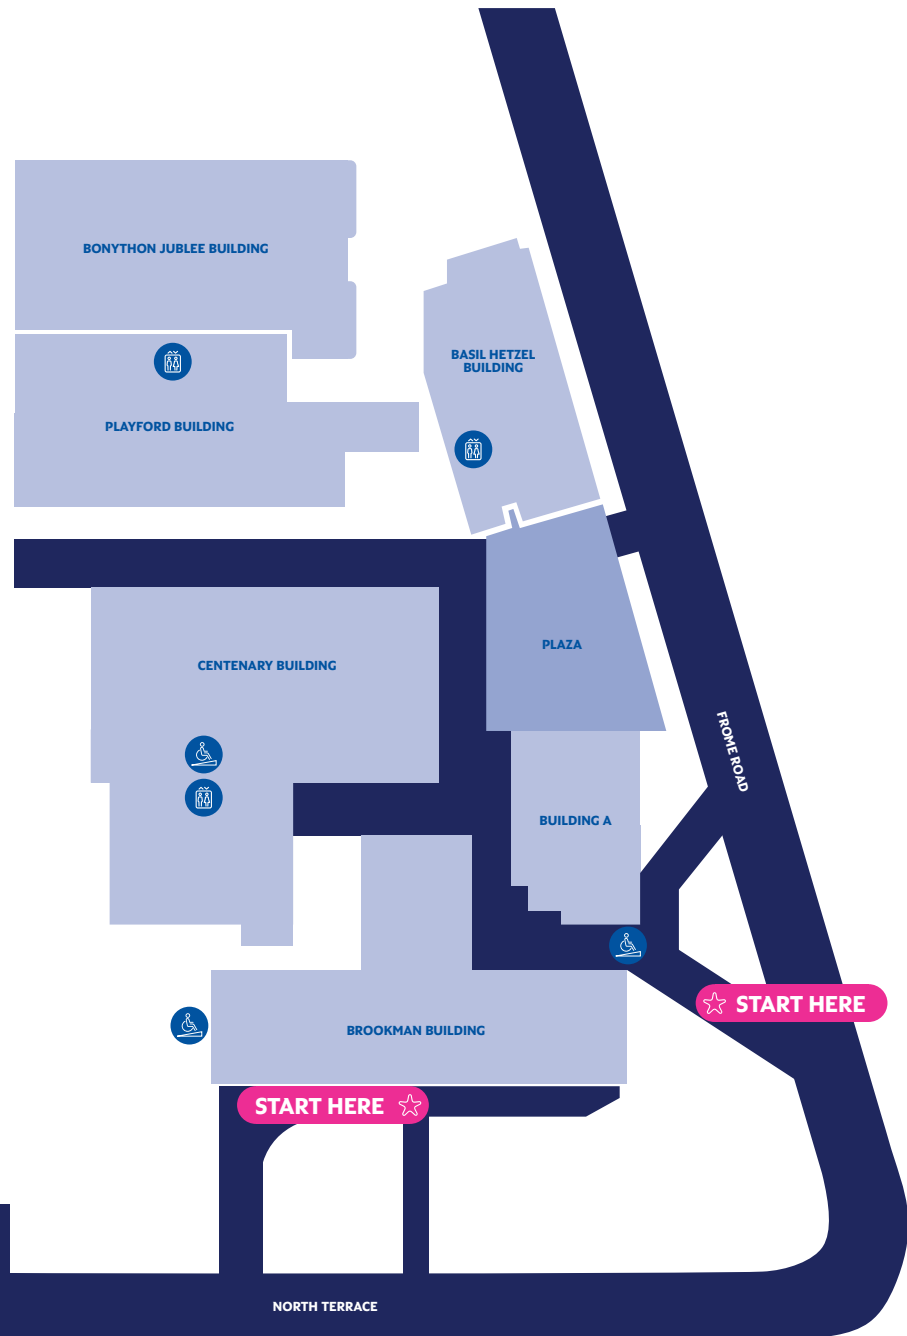 BONYTHON JUBLEE BUILDING
BASIL HETZEL
BUILDING
PLAYFORD BUILDING
PLAZA
CENTENARY BUILDING
FROME ROAD
BUILDING A
START HERE
BROOKMAN BUILDING
START HERE
NORTH TERRACE